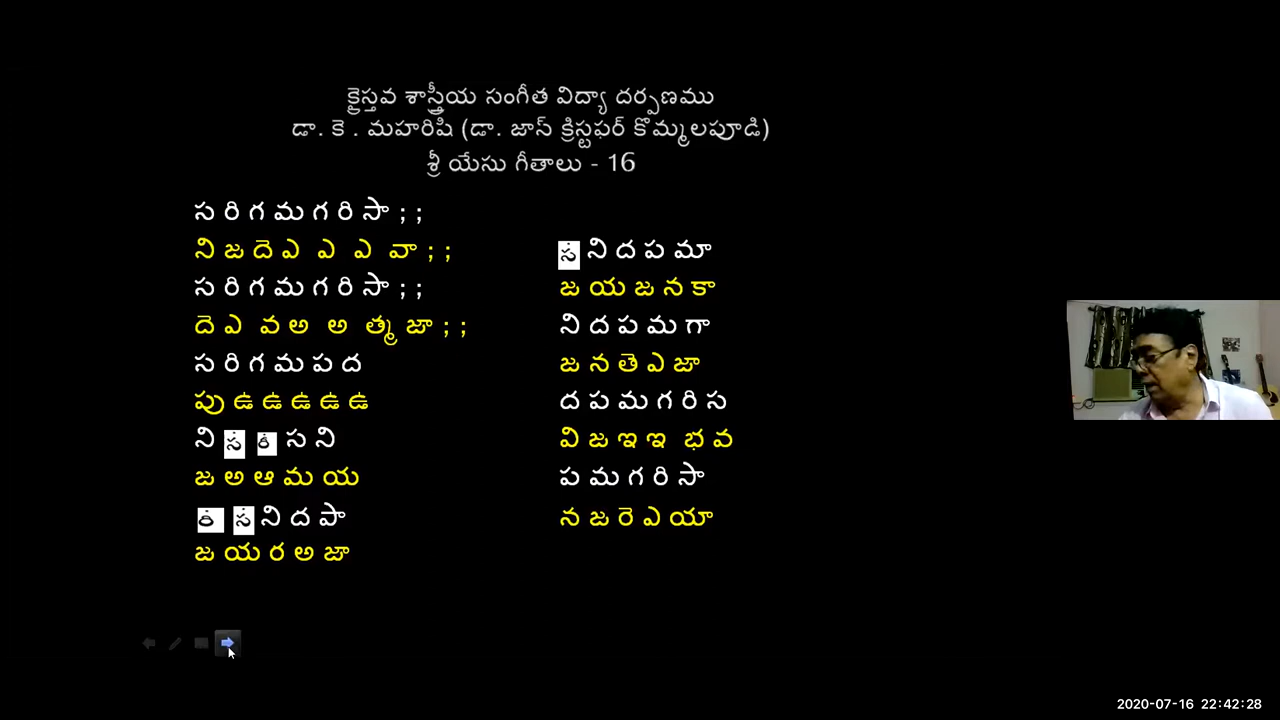 క్రైస్తవ శాస్త్రీయ సంగీత విద్యా దర్పణము
డా. కె . మహరిషి (డా. జాస్ క్రిస్టఫర్ కొమ్మలపూడి)
శ్రీ యేసు గీతాలు - 16
స రి గ మ గ రి సా ; ;
ని జ దె ఎ ఎ ఎ వా ; ;
స రి గ మ గ రి సా ; ;
దె ఎ వ అ అ త్మ జా ; ;
స రి గ మ ప ద
పు ఉ ఉ ఉ ఉ ఉ
ని స రి స ని
జ అ ఆ మ య
రి స ని ద పా
జ య ర అ జా
స ని ద ప మా
జ య జ న కా
ని ద ప మ గా
జ న తె ఎ జా
ద ప మ గ రి స
వి జ ఇ ఇ భ వ
ప మ గ రి సా
న జ రె ఎ యా
2020-07-16 22:42:28